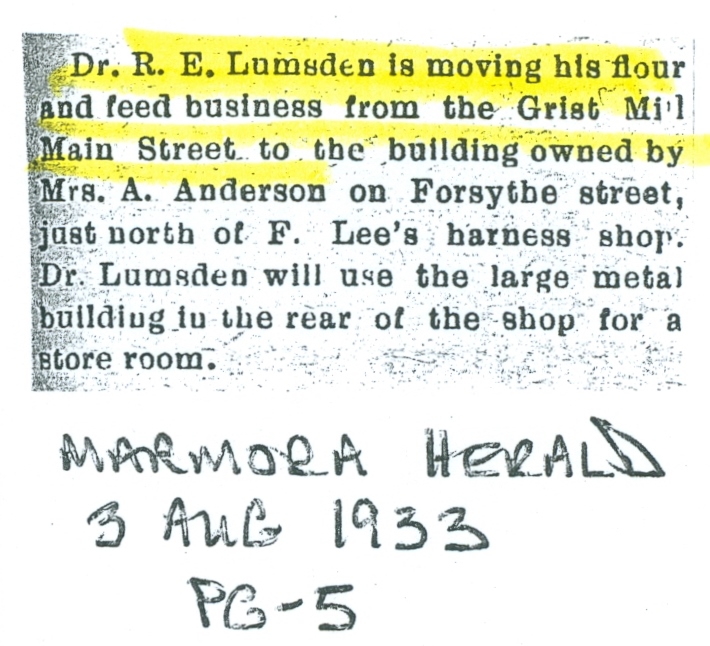 Dr. R. E. Lumsden is moving his flour
and feed business from the Grist Mill
Main Street to the building owned by
Mrs. A. Anderson on Forsythe street,
just north of F. Lee's harness shop.
Dr. Lumsden will use the large metal
building in the rear of the shop for a
store room.
MARMORA HERALD
3 AUG 1933
PG-5